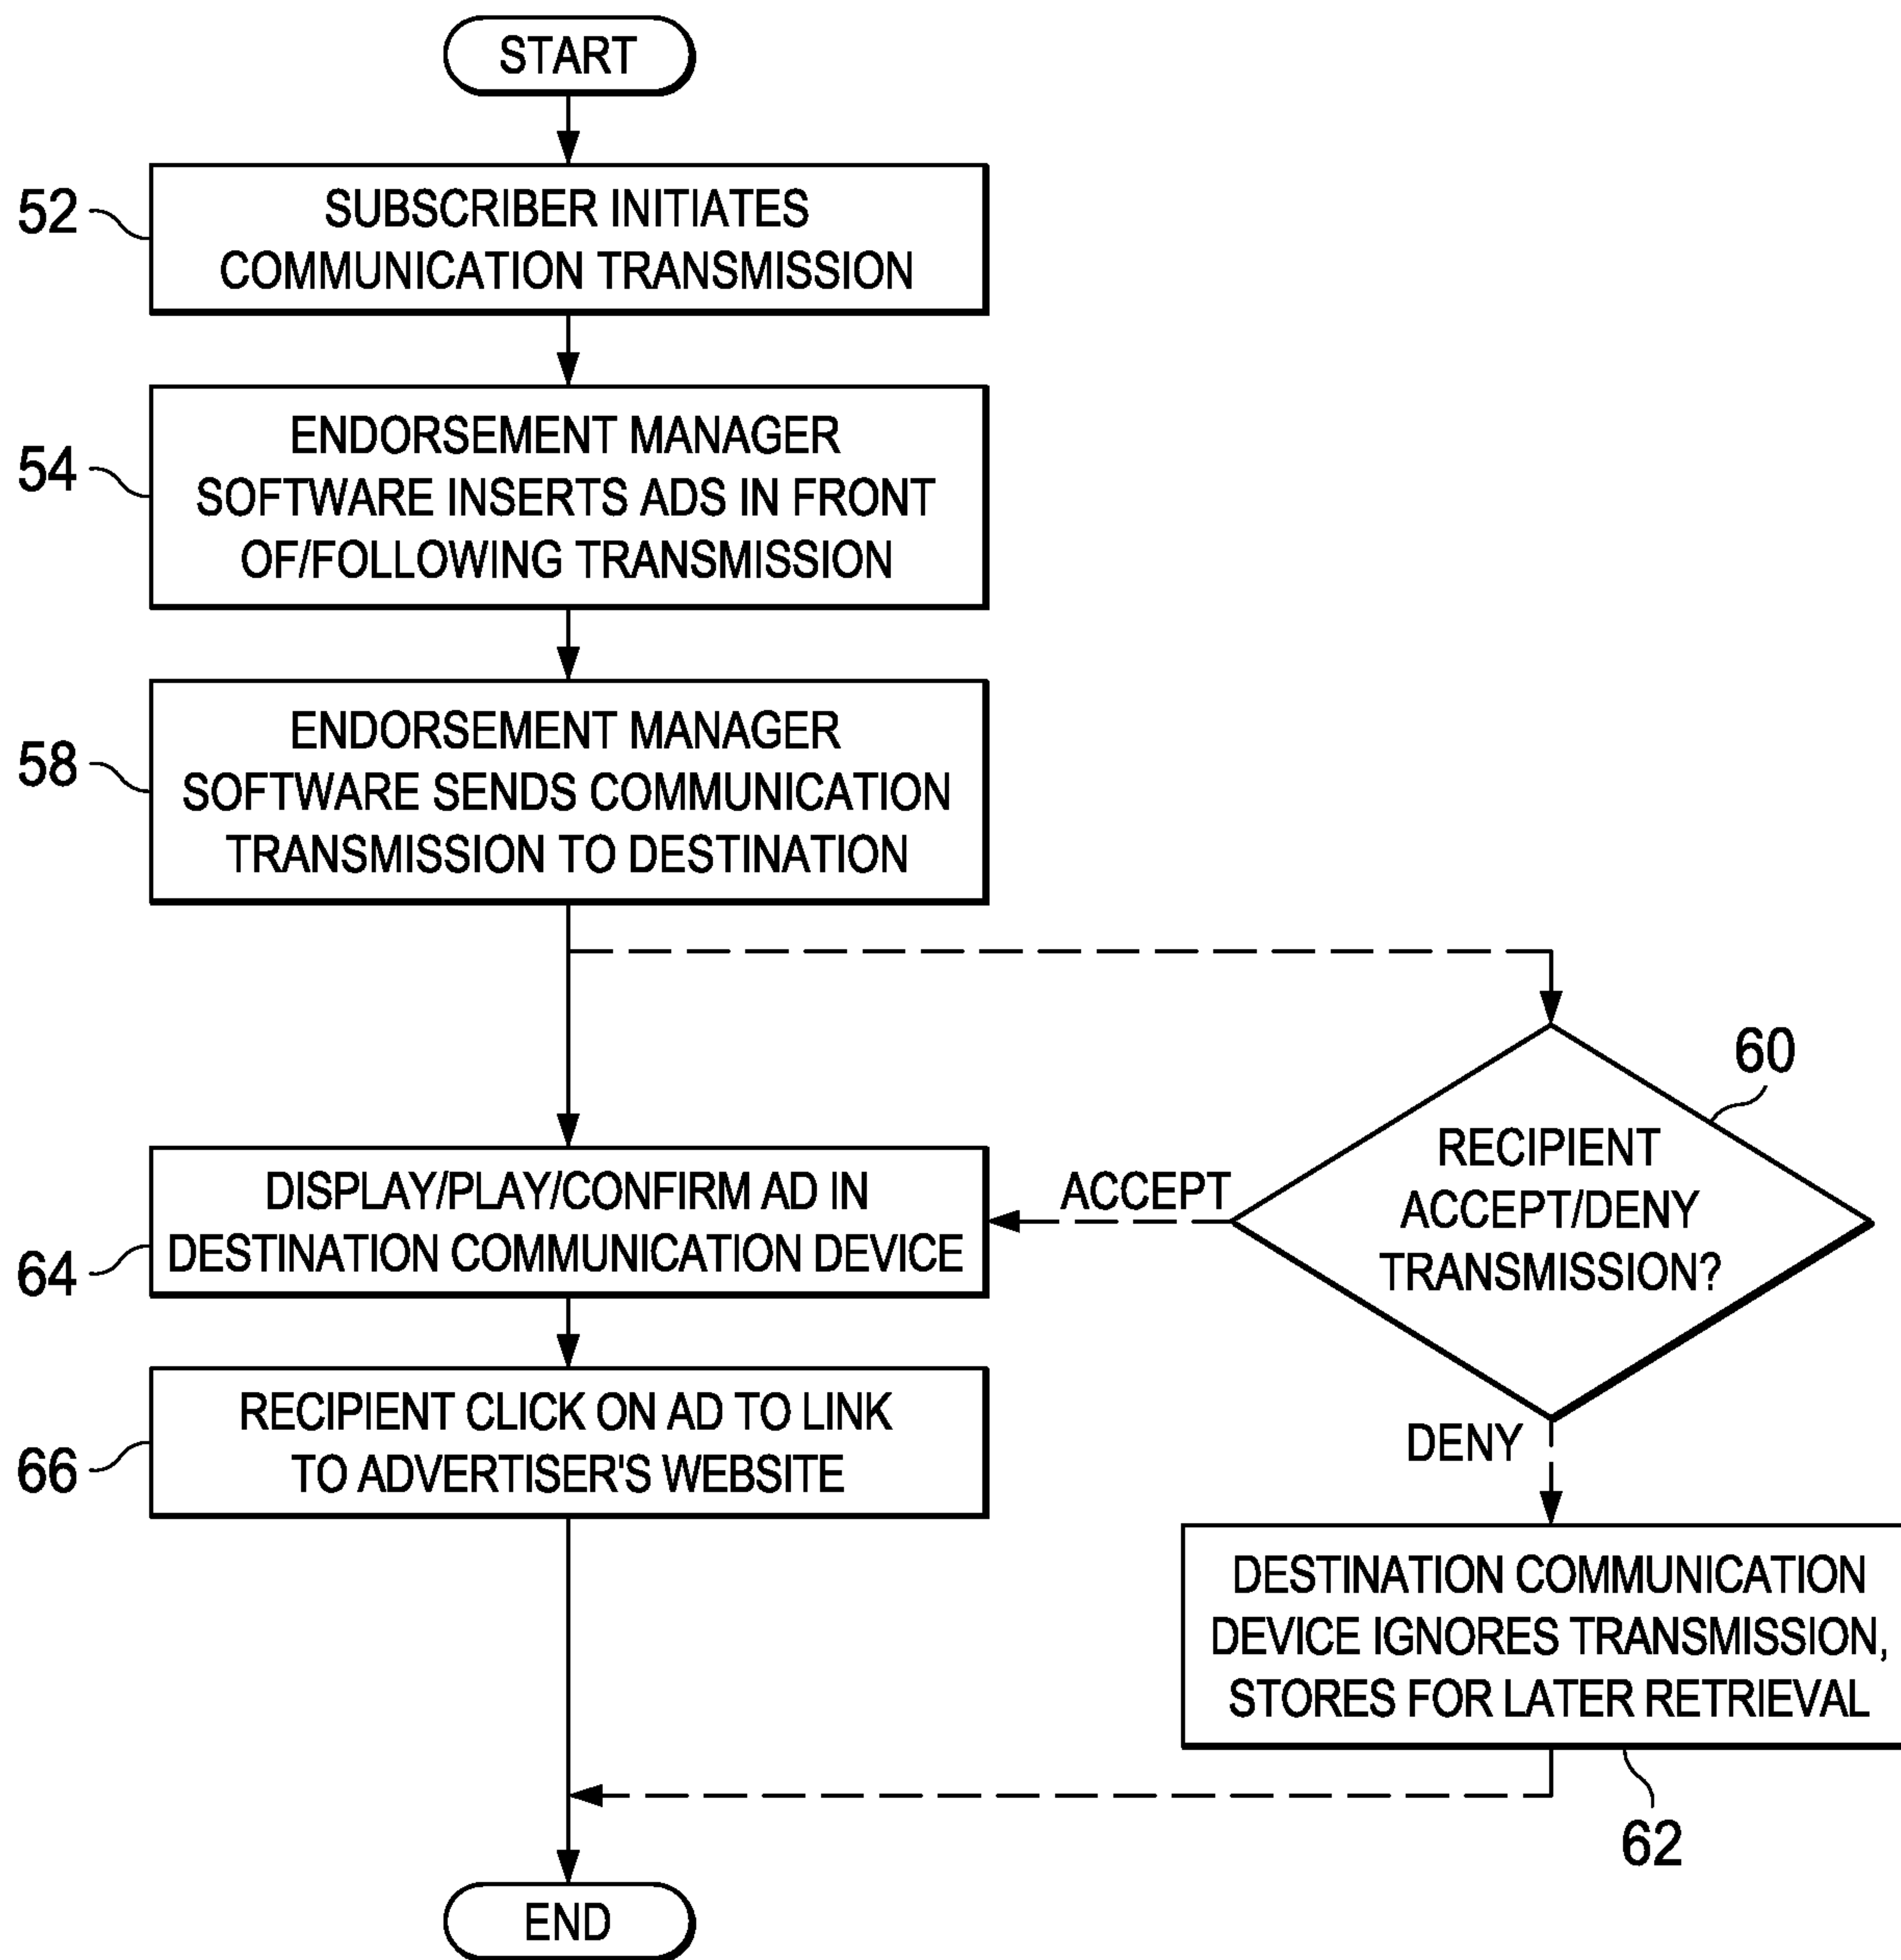 START
52
SUBSCRIBER INITIATES
COMMUNICATION TRANSMISSION
54
ENDORSEMENT MANAGER
SOFTWARE INSERTS ADS IN FRONT
OF/FOLLOWING TRANSMISSION
58
ENDORSEMENT MANAGER
SOFTWARE SENDS COMMUNICATION
TRANSMISSION TO DESTINATION
60
RECIPIENT
ACCEPT/DENY
TRANSMISSION?
ACCEPT
DISPLAY/PLAY/CONFIRM AD IN
DESTINATION COMMUNICATION DEVICE
64
RECIPIENT CLICK ON AD TO LINK
TO ADVERTISER'S WEBSITE
66
DENY
DESTINATION COMMUNICATION
DEVICE IGNORES TRANSMISSION,
STORES FOR LATER RETRIEVAL
62
END